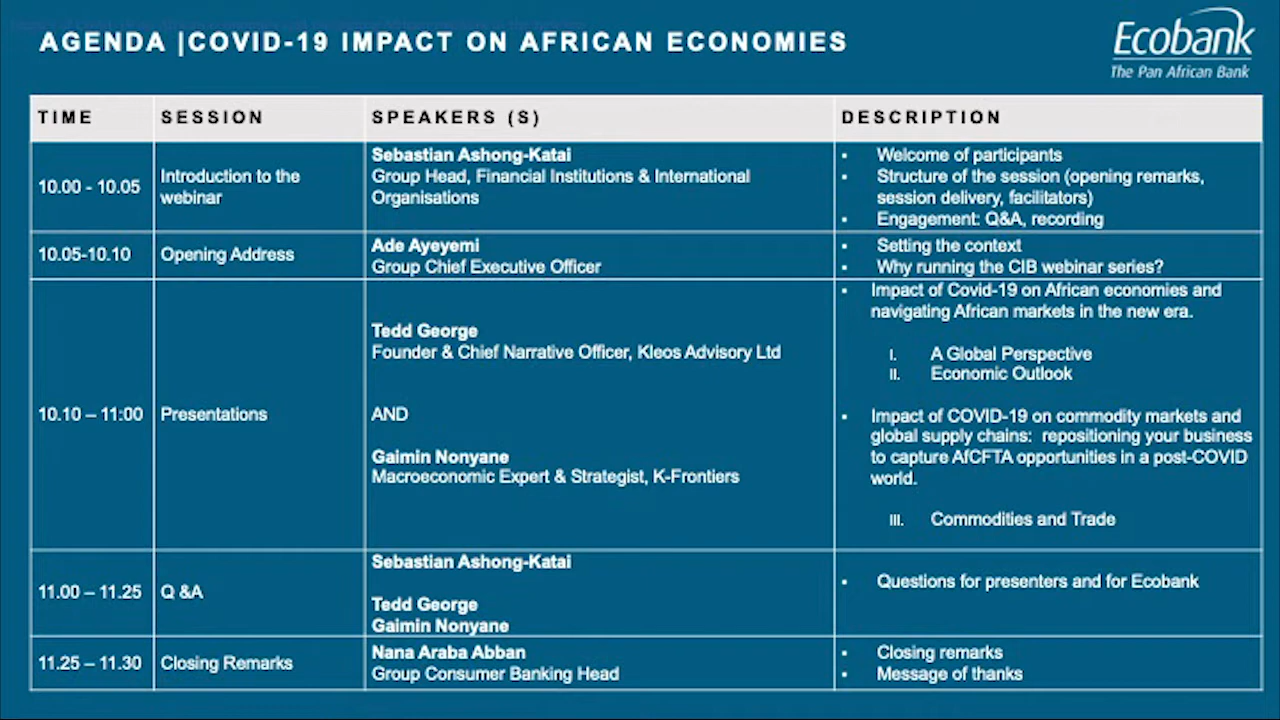 AGENDA |COVID-19 IMPACT ON AFRICAN ECONOMIES
Ecobank
The Pan African Bank
TIME SESSION SPEAKERS (S) DESCRIPTION
10.00 - 10.05
Introduction to the
webinar
Sebastian Ashong-Katai
Group Head, Financial Institutions & International
Organisations
▪ Welcome of participants
▪ Structure of the session (opening remarks,
session delivery, facilitators)
▪ Engagement: Q&A, recording
10.05-10.10
Opening Address
Ade Ayeyemi
Group Chief Executive Officer
▪ Setting the context
▪ Why running the CIB webinar series?
10.10 – 11:00
Presentations
Tedd George
Founder & Chief Narrative Officer, Kleos Advisory Ltd
AND
Gaimin Nonyane
Macroeconomic Expert & Strategist, K-Frontiers
▪ Impact of Covid-19 on African economies and
navigating African markets in the new era.
I. A Global Perspective
II. Economic Outlook
▪ Impact of COVID-19 on commodity markets and
global supply chains: repositioning your business
to capture AfCFTA opportunities in a post-COVID
world.
III. Commodities and Trade
11.00 – 11.25
Q &A
Sebastian Ashong-Katai
Tedd George
Gaimin Nonyane
▪ Questions for presenters and for Ecobank
11.25 – 11.30
Closing Remarks
Nana Araba Abban
Group Consumer Banking Head
▪ Closing remarks
▪ Message of thanks